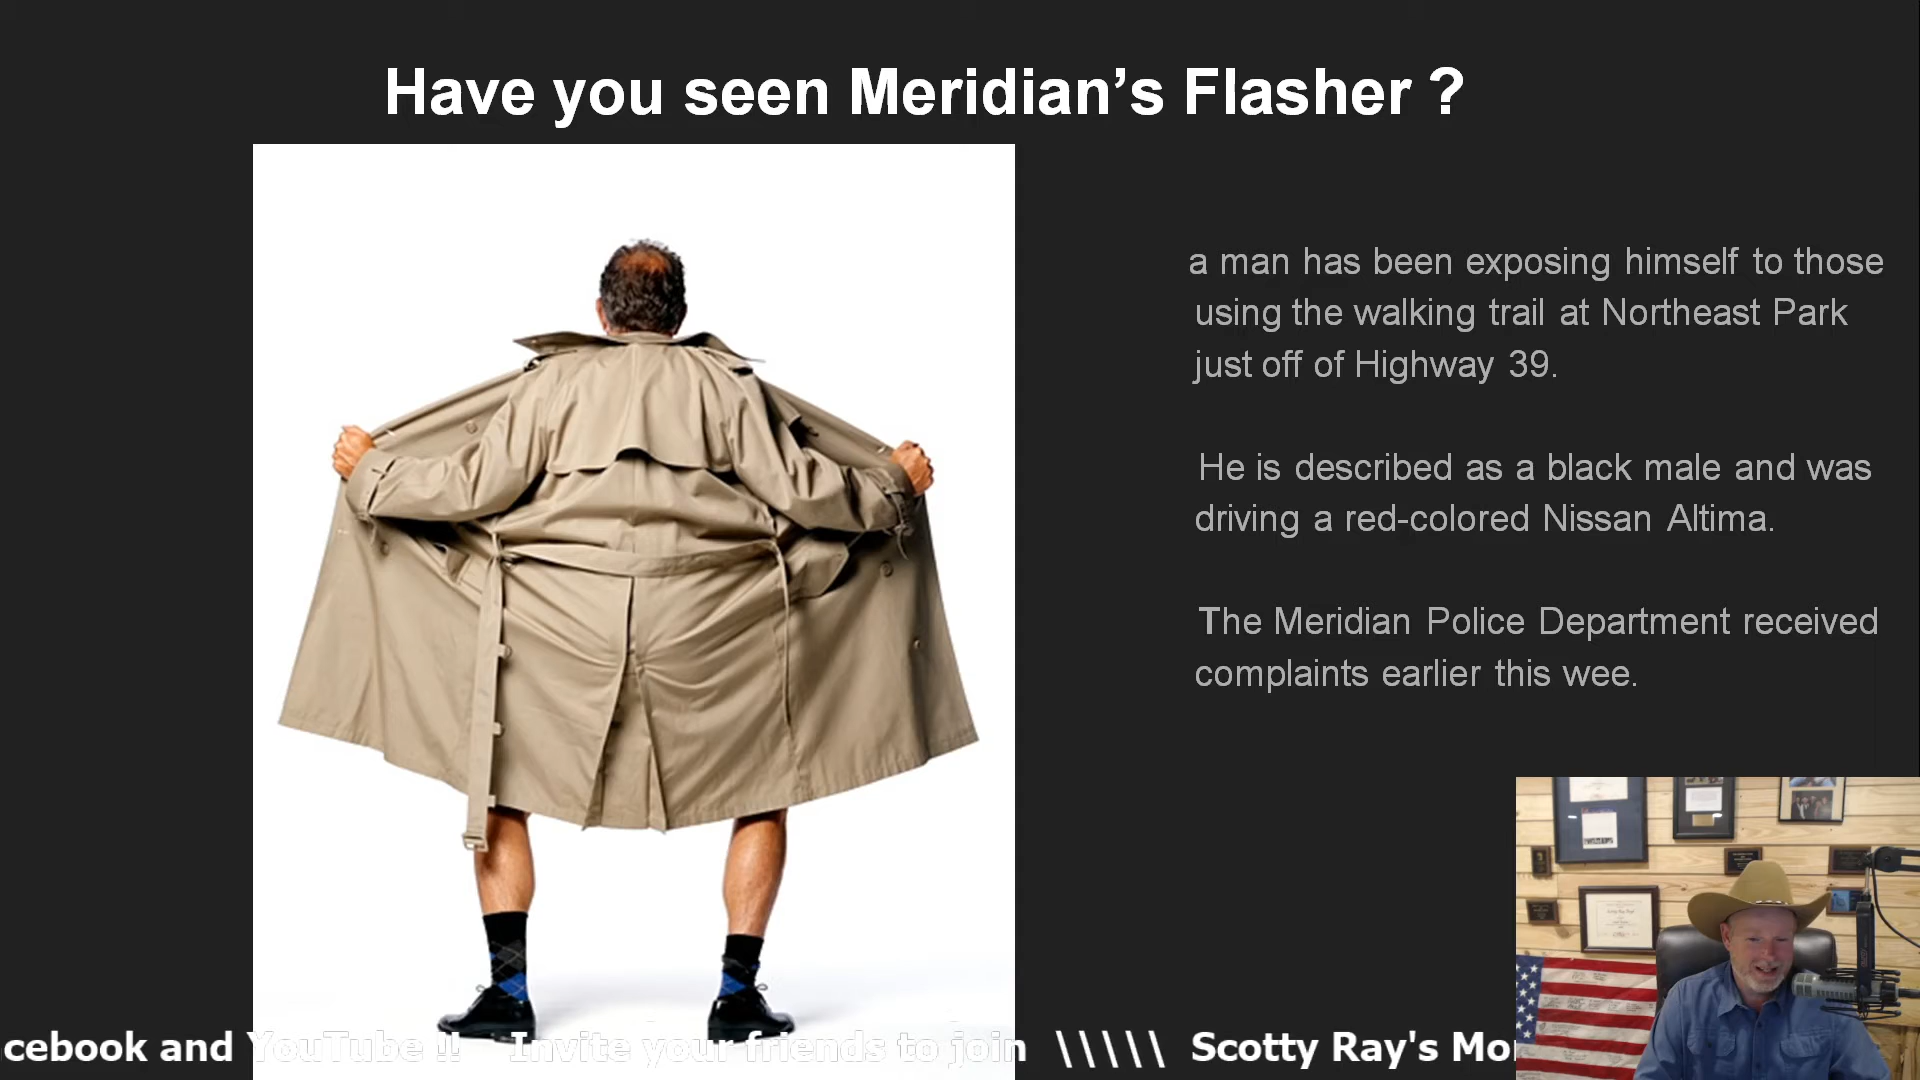 Have you seen Meridian’s Flasher ?
a man has been exposing himself to those
using the walking trail at Northeast Park
just off of Highway 39.
He is described as a black male and was
driving a red-colored Nissan Altima.
The Meridian Police Department received
complaints earlier this wee.
cebook and YouTube !! Invite your friends to join \\\\\ Scotty Ray's Mo